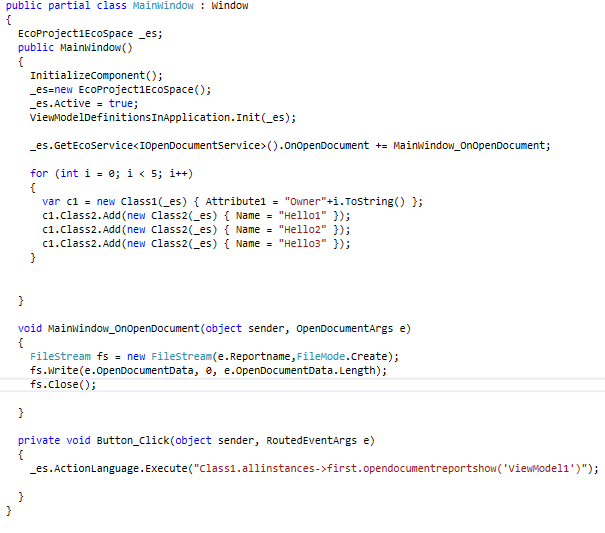 public partial class MainWindow : Window
{
EcoProject1EcoSpace _es;
public MainWindow()
{
InitializeComponent();
_es=new EcoProject1EcoSpace();
_es.Active = true;
ViewModelDefinitionsInApplication.Init(_es);
_es.GetEcoService<IOpenDocumentService>().OnOpenDocument += MainWindow_OnOpenDocument;
for (int i = 0; i < 5; i++)
{
var c1 = new Class1(_es) { Attribute1 = "Owner"+i.ToString() };
c1.Class2.Add(new Class2(_es) { Name = "Hello1" });
c1.Class2.Add(new Class2(_es) { Name = "Hello2" });
c1.Class2.Add(new Class2(_es) { Name = "Hello3" });
}
}
void MainWindow_OnOpenDocument(object sender, OpenDocumentArgs e)
{
FileStream fs = new FileStream(e.Reportname,FileMode.Create);
fs.Write(e.OpenDocumentData, 0, e.OpenDocumentData.Length);
fs.Close();
}
private void Button_Click(object sender, RoutedEventArgs e)
{
_es.ActionLanguage.Execute("Class1.allinstances->first.opendocumentreportshow('ViewModel1')");
}
}